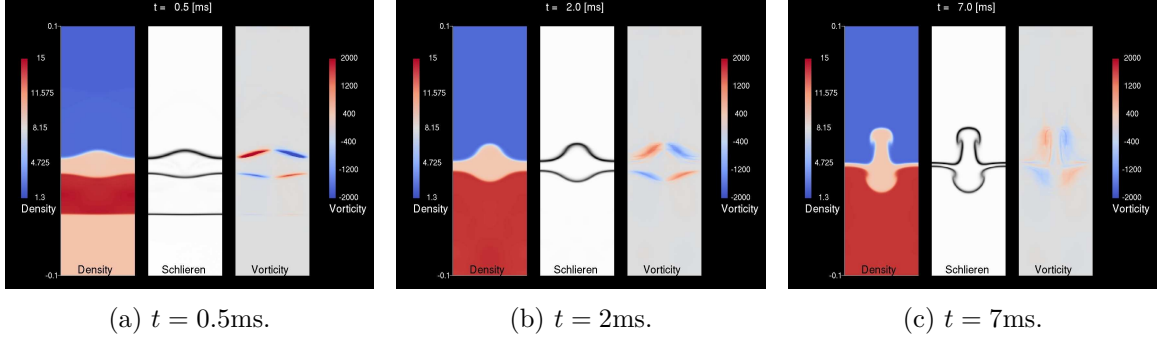 t = 0.5 [ms]
0.1
15
11.575
8.15
4.725
1.3
Density
2000
1200
400
-400
-1200
-2000
Vorticity
-0.1
Density
Schlieren
Vorticity
(a) t = 0.5ms.
t = 2.0 [ms]
0.1
15
11.575
8.15
4.725
1.3
Density
2000
1200
400
-400
-1200
-2000
Vorticity
-0.1
Density
Schlieren
Vorticity
(b) t = 2ms.
t = 7.0 [ms]
0.1
15
11.575
8.15
4.725
1.3
Density
2000
1200
400
-400
-1200
-2000
Vorticity
-0.1
Density
Schlieren
Vorticity
(c) t = 7ms.